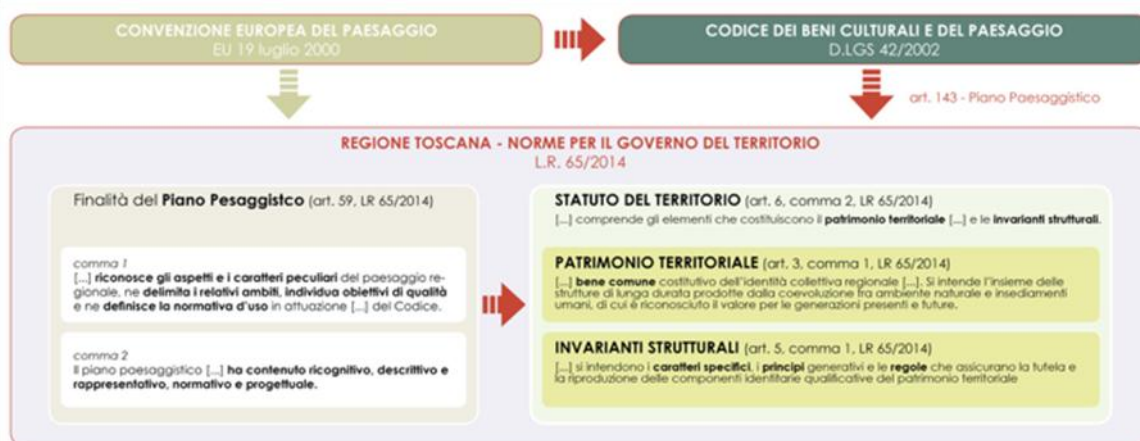 CONVENZIONE EUROPEA DEL PAESAGGIO
EU 19 luglio 2000
CODICE DEI BENI CULTURALI E DEL PAESAGGIO
D.LGS 42/2002
art. 143 - Piano Paesaggistico
REGIONE TOSCANA - NORME PER IL GOVERNO DEL TERRITORIO
L.R. 65/2014
Finalità del Piano Pesaggistco (art. 59, LR 65/2014)
comma 1
[...] riconosce gli aspetti e i caratteri peculiari del paesaggio re-
gionale, ne delimita i relativi ambiti, individua obiettivi di qualità
e ne definisce la normativa d'uso in attuazione [...] del Codice.
comma 2
Il piano paesaggistico [...] ha contenuto ricognitivo, descrittivo e
rappresentativo, normativo e progettuale.
STATUTO DEL TERRITORIO (art. 6, comma 2, LR 65/2014)
[...] comprende gli elementi che costituiscono il patrimonio territoriale [...] e le invarianti strutturali.
PATRIMONIO TERRITORIALE (art. 3, comma 1, LR 65/2014)
[...] bene comune costitutivo dell'identità collettiva regionale [...]. Si intende l'insieme delle
strutture di lunga durata prodotte dalla coevoluzione fra ambiente naturale e insediamenti
umani, di cui è riconosciuto il valore per le generazioni presenti e future.
INVARIANTI STRUTTURALI (art. 5, comma 1, LR 65/2014)
[...] si intendono i caratteri specifici, i principi generativi e le regole che assicurano la tutela e
la riproduzione delle componenti identitarie qualificative del patrimonio territoriale